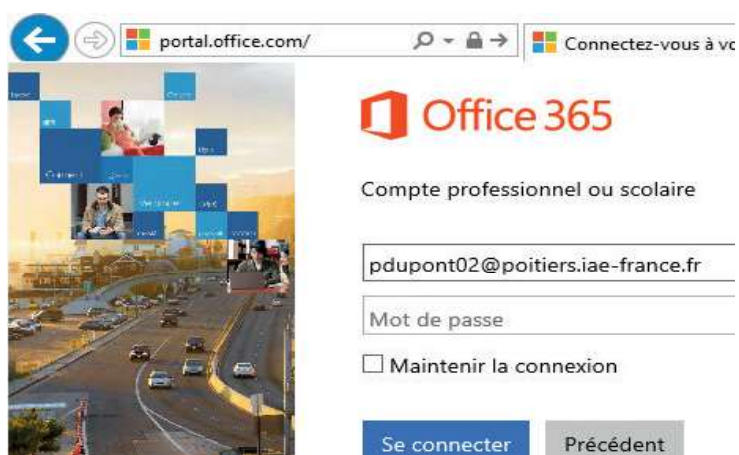 portal.office.com/
Connectez-vous à vo
Office 365
Compte professionnel ou scolaire
pdupont02@poitiers.iae-france.fr
Mot de passe
Maintenir la connexion
Se connecter
Précédent